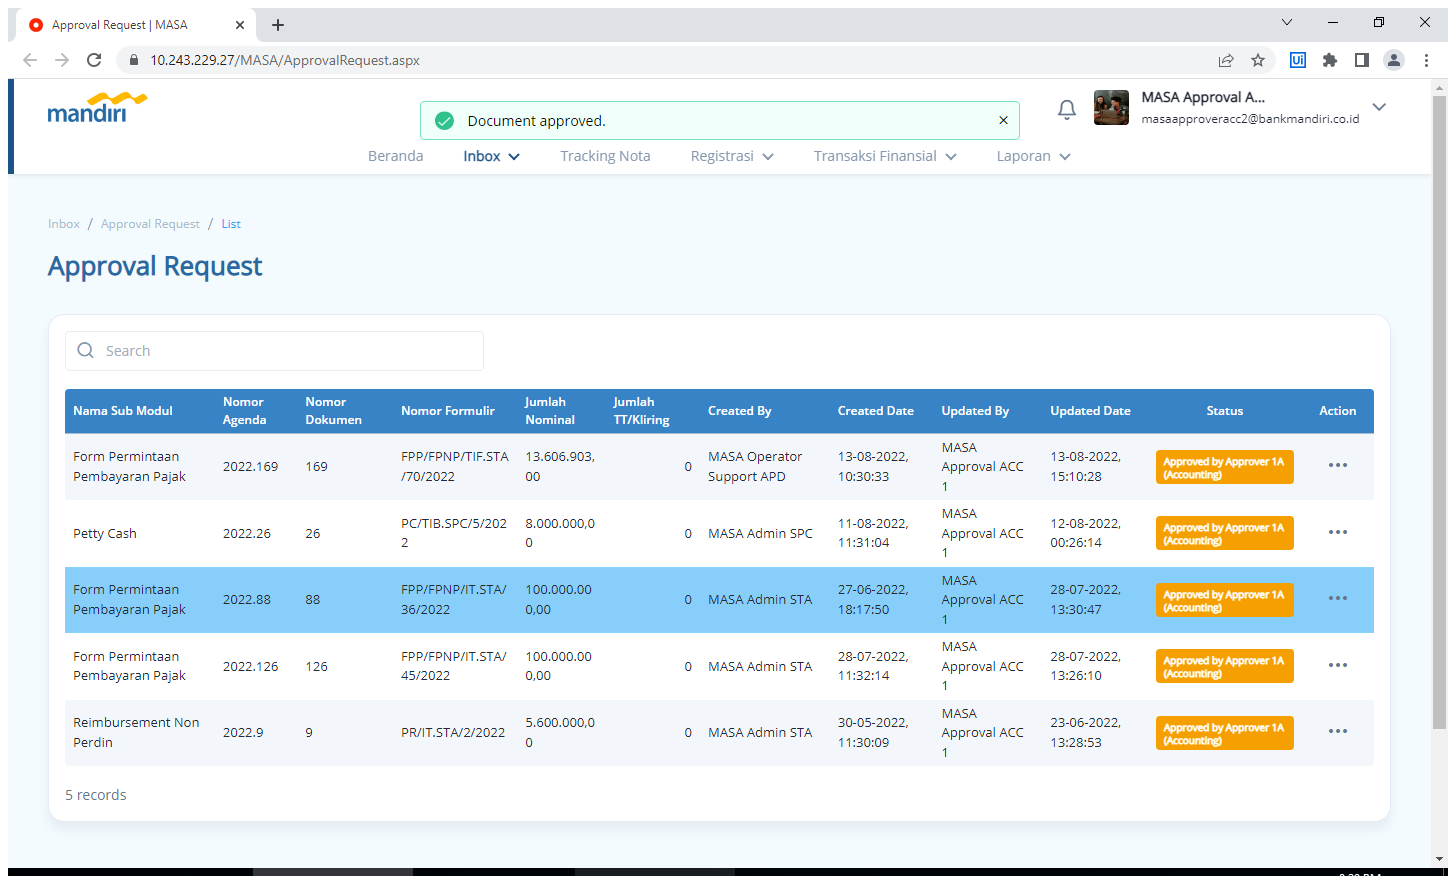 Approval Request | MASA
10.243.229.27/MASA/ApprovalRequest.aspx
Ui
mandiri
Document approved.
MASA Approval A...
masaapproveracc2@bankmandiri.co.id
Beranda Inbox Tracking Nota Registrasi Transaksi Finansial Laporan
Inbox / Approval Request / List
Approval Request
Search
Nama Sub Modul Nomor Agenda Nomor Dokumen Nomor Formulir Jumlah Nominal Jumlah TT/Kliring Created By Created Date Updated By Updated Date Status Action
Form Permintaan Pembayaran Pajak 2022.169 169 FPP/FPNP/TIF.STA/70/2022 13.606.903,00 0 MASA Operator Support APD 13-08-2022, 10:30:33 MASA Approval ACC 1 13-08-2022, 15:10:28 Approved by Approver 1A (Accounting)
Petty Cash 2022.26 26 PC/TIB.SPC/5/2022 8.000.000,00 0 MASA Admin SPC 11-08-2022, 11:31:04 MASA Approval ACC 1 12-08-2022, 00:26:14 Approved by Approver 1A (Accounting)
Form Permintaan Pembayaran Pajak 2022.88 88 FPP/FPNP/IT.STA/36/2022 100.000.000,00 0 MASA Admin STA 27-06-2022, 18:17:50 MASA Approval ACC 1 28-07-2022, 13:30:47 Approved by Approver 1A (Accounting)
Form Permintaan Pembayaran Pajak 2022.126 126 FPP/FPNP/IT.STA/45/2022 100.000.000,00 0 MASA Admin STA 28-07-2022, 11:32:14 MASA Approval ACC 1 28-07-2022, 13:26:10 Approved by Approver 1A (Accounting)
Reimbursement Non Perdin 2022.9 9 PR/IT.STA/2/2022 5.600.000,00 0 MASA Admin STA 30-05-2022, 11:30:09 MASA Approval ACC 1 23-06-2022, 13:28:53 Approved by Approver 1A (Accounting)
5 records